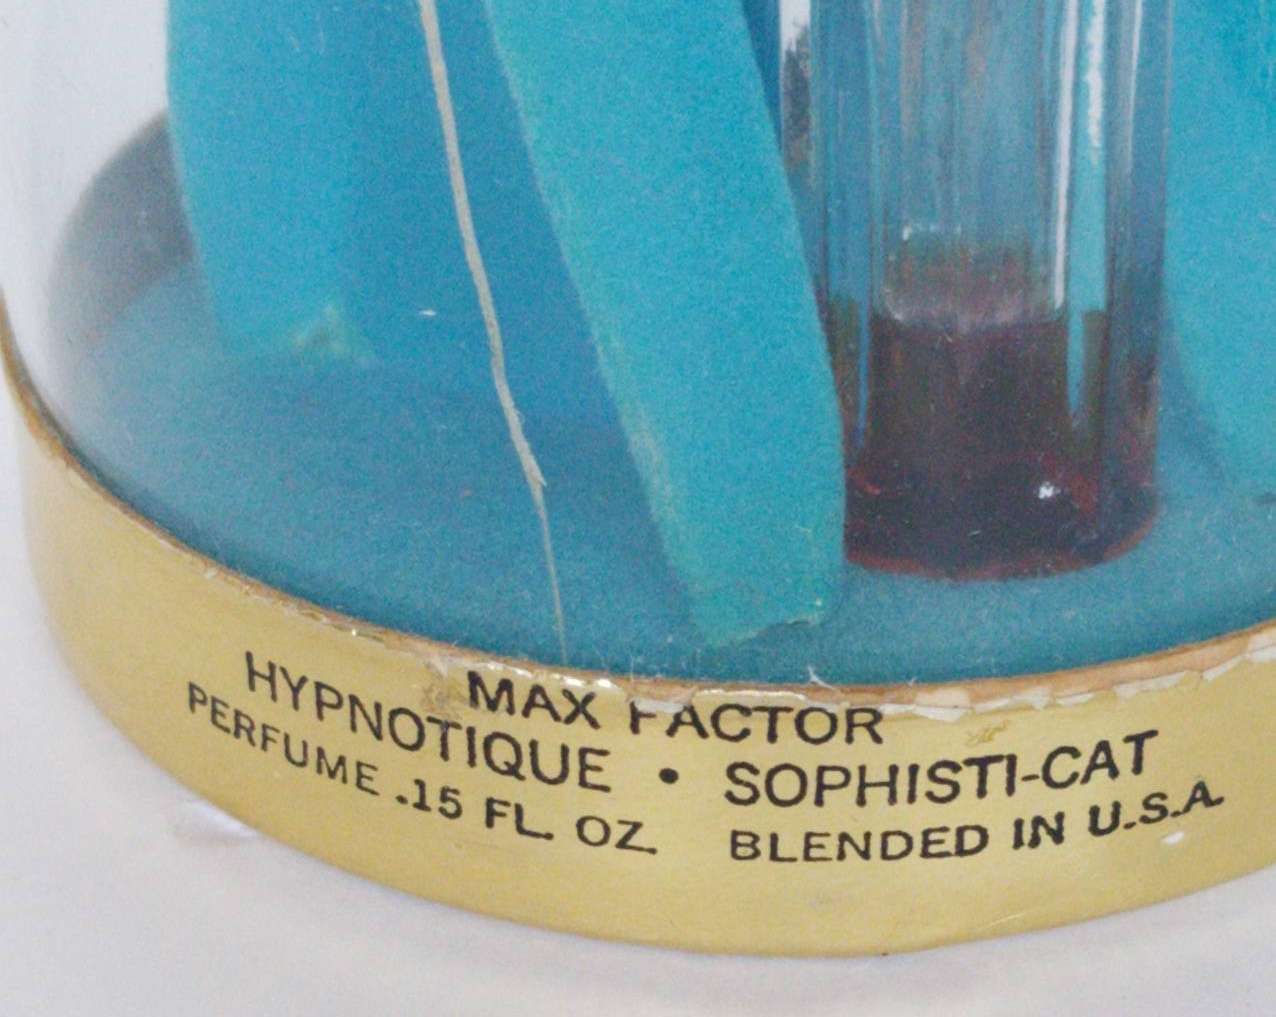 MAX FACTOR
HYPNOTIQUE • SOPHISTI-CAT
PERFUME .15 FL. OZ. BLENDED IN U.S.A.